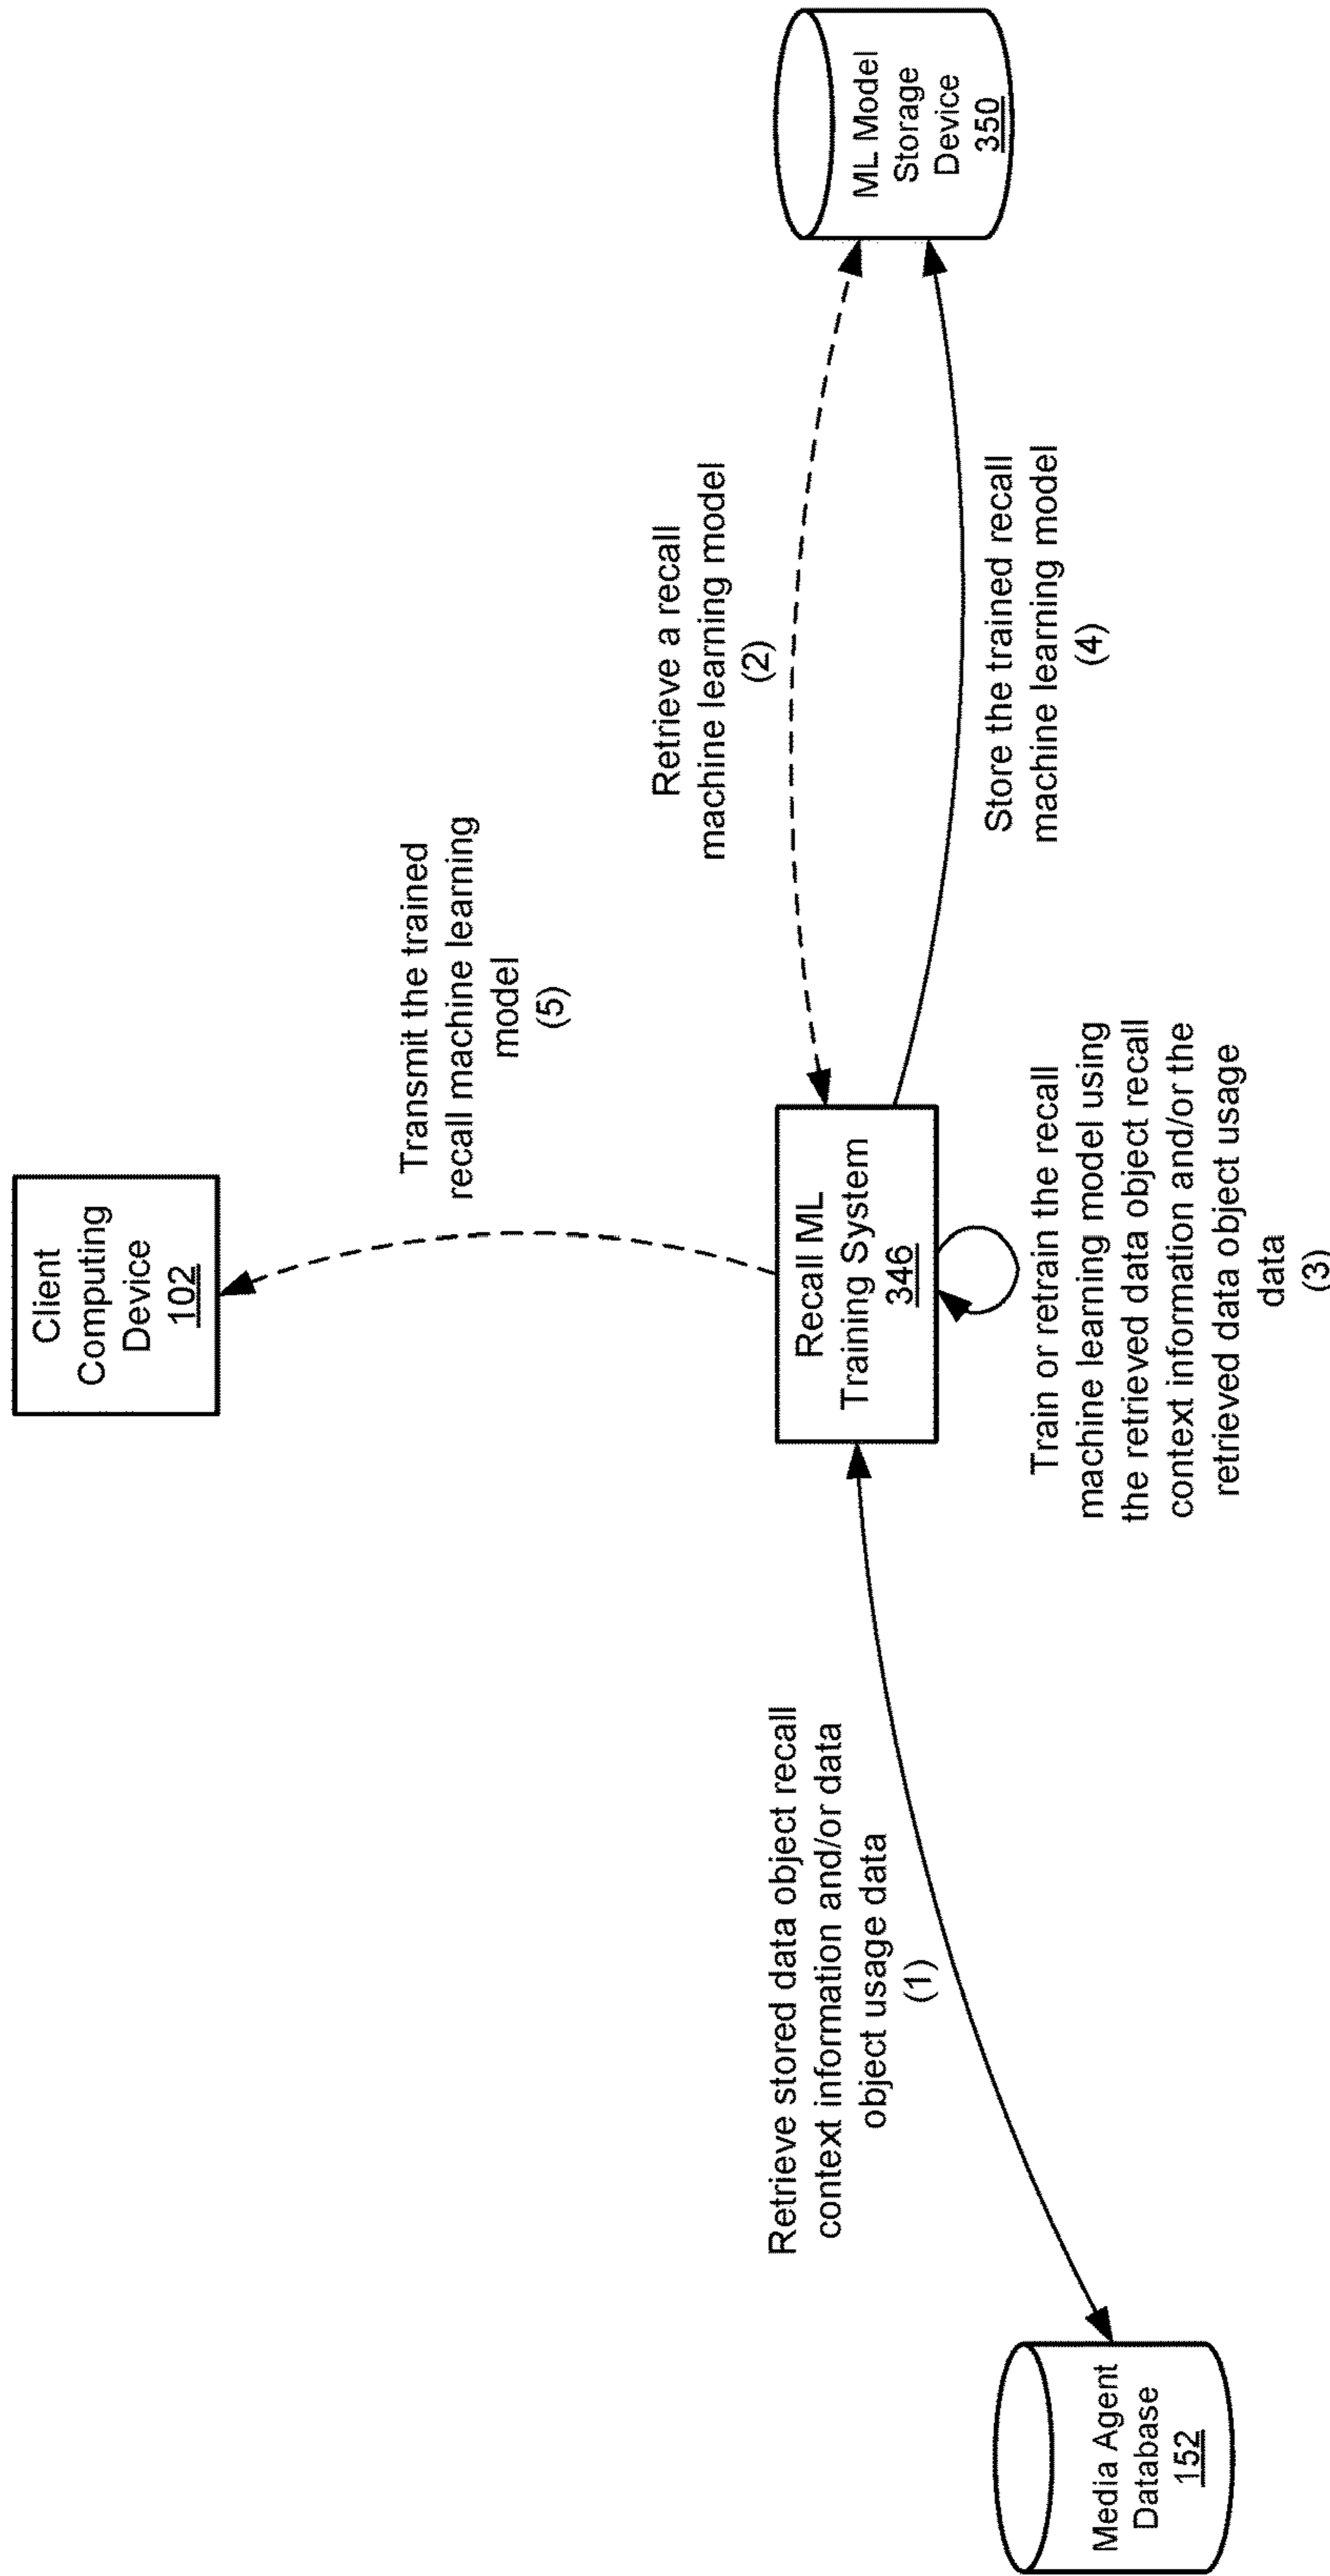 Client
Computing
Device
102
Transmit the trained
recall machine learning
model
(5)
Retrieve a recall
machine learning model
(2)
ML Model
Storage
Device
350
Recall ML
Training System
346
Store the trained recall
machine learning model
(4)
Retrieve stored data object recall
context information and/or data
object usage data
(1)
Train or retrain the recall
machine learning model using
the retrieved data object recall
context information and/or the
retrieved data object usage
data
(3)
Media Agent
Database
152